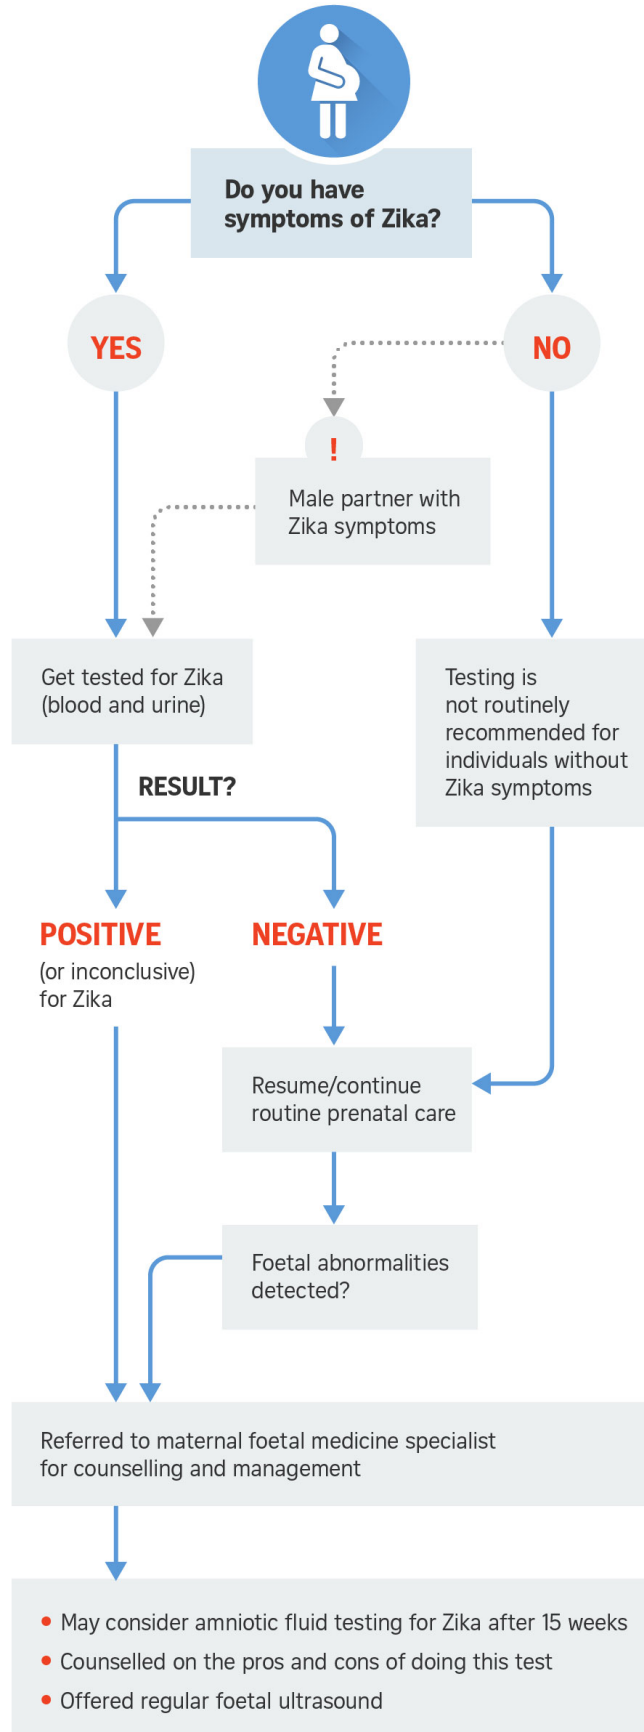 Do you have
symptoms of Zika?
YES
NO
!
Male partner with
Zika symptoms
Get tested for Zika
(blood and urine)
Testing is
not routinely
recommended for
individuals without
Zika symptoms
RESULT?
POSITIVE
(or inconclusive)
for Zika
NEGATIVE
Resume/continue
routine prenatal care
Foetal abnormalities
detected?
Referred to maternal foetal medicine specialist
for counselling and management
• May consider amniotic fluid testing for Zika after 15 weeks
• Counselled on the pros and cons of doing this test
• Offered regular foetal ultrasound